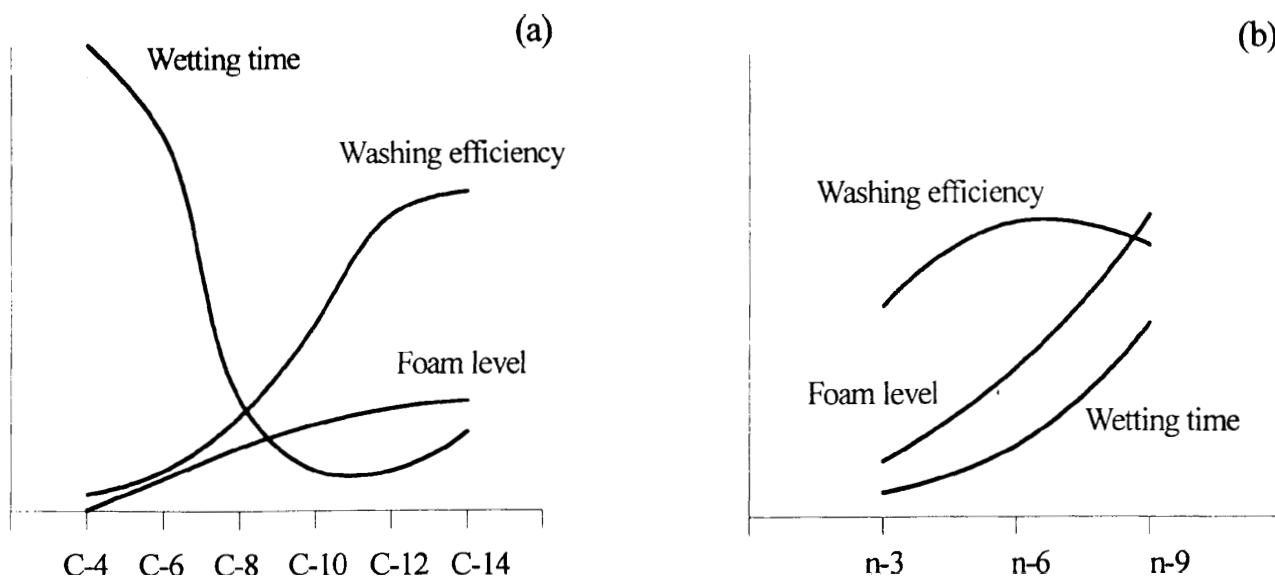 (a)
Wetting time
Washing efficiency
Foam level
C-4 C-6 C-8 C-10 C-12 C-14
(b)
Washing efficiency
Foam level
Wetting time
n-3 n-6 n-9